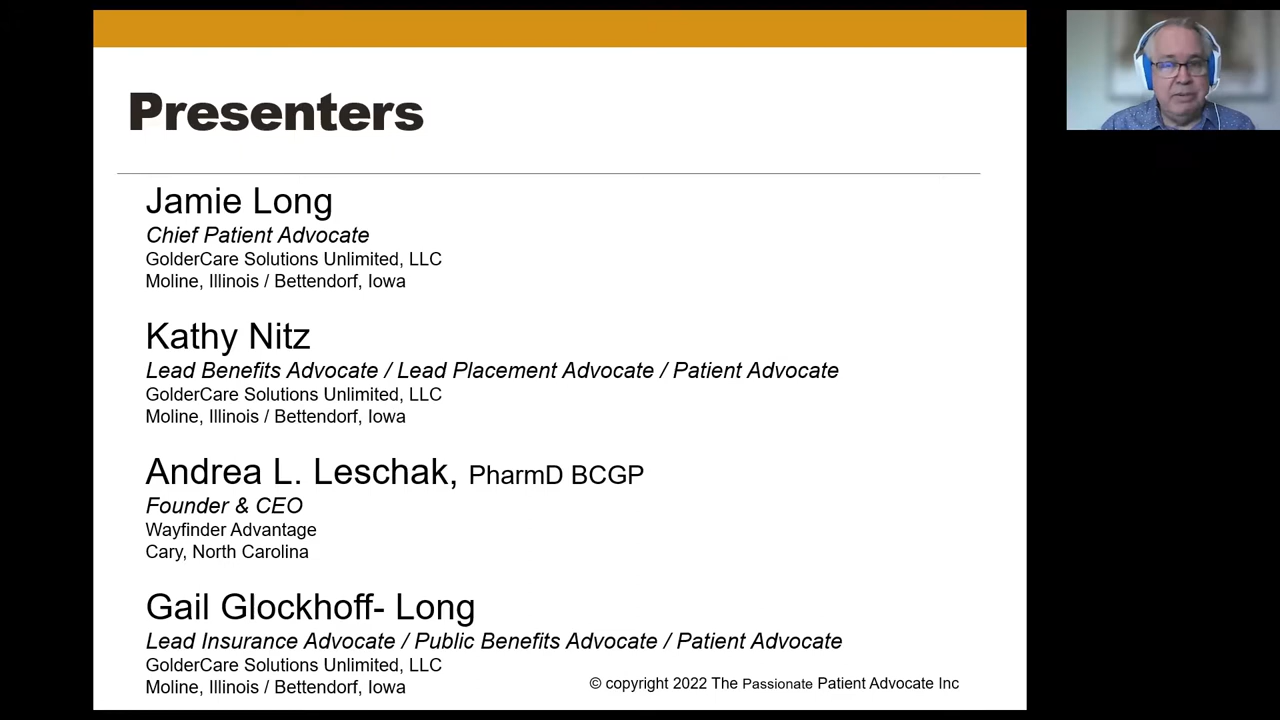 Presenters
Jamie Long
Chief Patient Advocate
GolderCare Solutions Unlimited, LLC
Moline, Illinois / Bettendorf, Iowa
Kathy Nitz
Lead Benefits Advocate / Lead Placement Advocate / Patient Advocate
GolderCare Solutions Unlimited, LLC
Moline, Illinois / Bettendorf, Iowa
Andrea L. Leschak, PharmD BCGP
Founder & CEO
Wayfinder Advantage
Cary, North Carolina
Gail Glockhoff- Long
Lead Insurance Advocate / Public Benefits Advocate / Patient Advocate
GolderCare Solutions Unlimited, LLC
Moline, Illinois / Bettendorf, Iowa
© copyright 2022 The Passionate Patient Advocate Inc